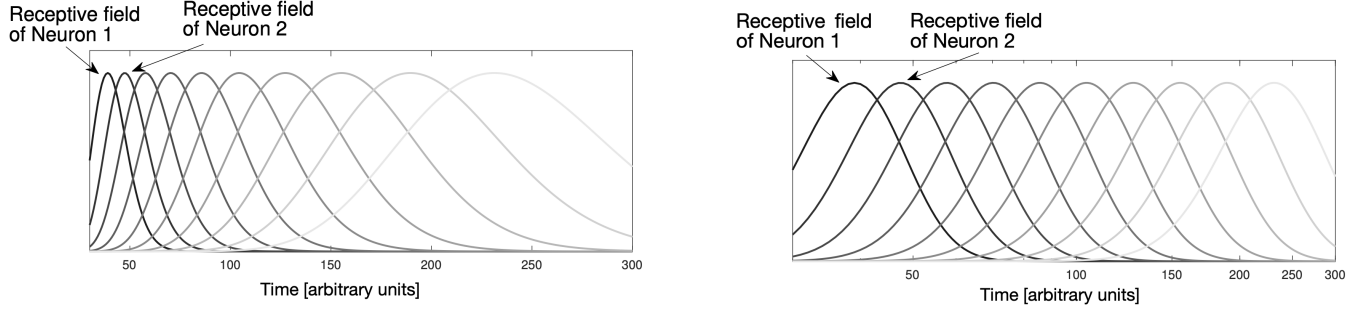 Receptive field
of Neuron 1
Receptive field
of Neuron 2
50 100 150 200 250 300
Time [arbitrary units]
Receptive field
of Neuron 1
Receptive field
of Neuron 2
50 100 150 200 250 300
Time [arbitrary units]